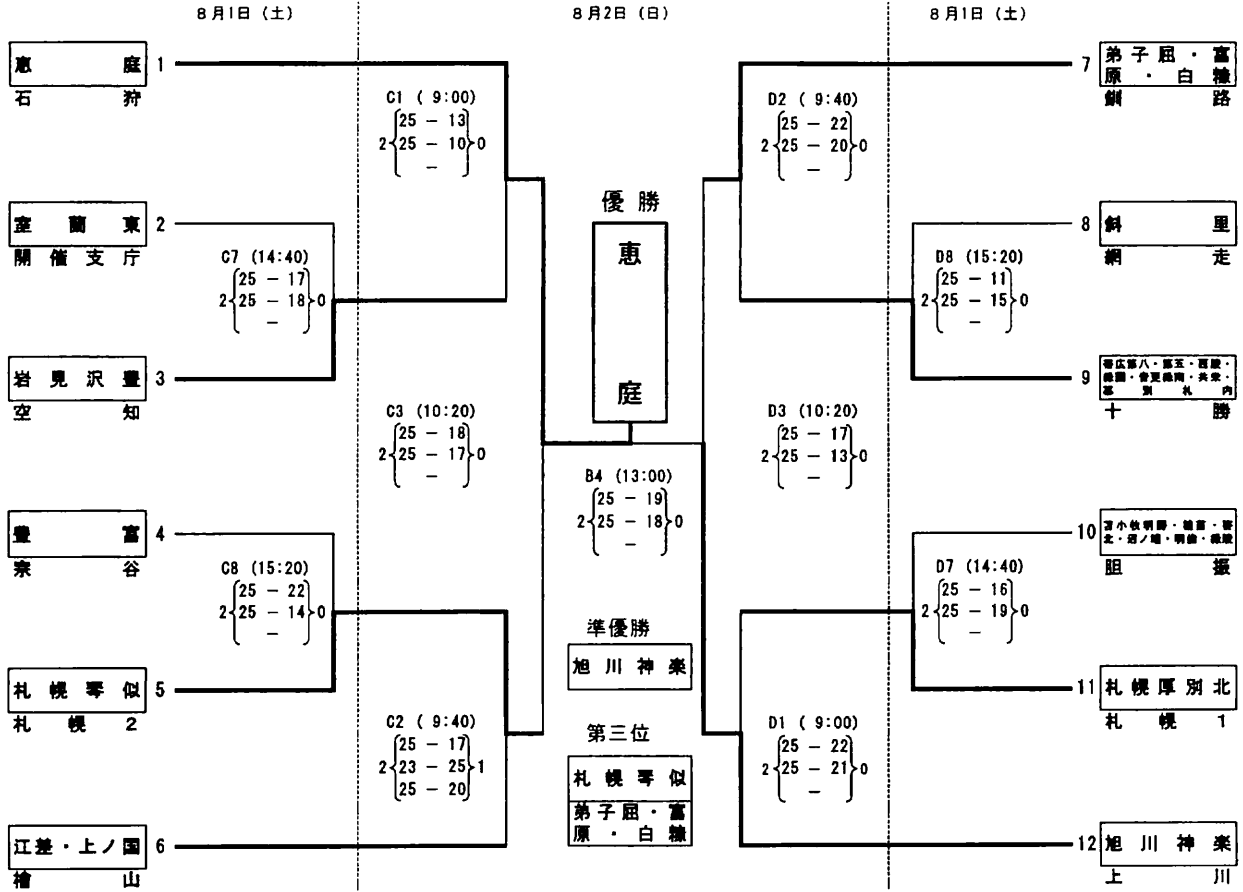 8月1日(土)
8月2日(日)
8月1日(土)
恵庭 1
石狩
C1 ( 9:00)
25 - 13
2 25 - 10 0
-
室蘭東 2
開催支庁
C7 (14:40)
25 - 17
2 25 - 18 0
-
岩見沢豊 3
空知
C3 (10:20)
25 - 18
2 25 - 17 0
-
豊富 4
宗谷
C8 (15:20)
25 - 22
2 25 - 14 0
-
札幌琴似 5
札幌2
C2 ( 9:40)
25 - 17
2 23 - 25 1
25 - 20
江差・上ノ国 6
檜山
優勝
恵庭
B4 (13:00)
25 - 19
2 25 - 18 0
-
準優勝
旭川神楽
第三位
札幌琴似
弟子屈・富
原・白糠
7 弟子屈・富
原・白糠
釧路
D2 ( 9:40)
25 - 22
2 25 - 20 0
-
8 斜里
網走
D8 (15:20)
25 - 11
2 25 - 15 0
-
9
十勝
D3 (10:20)
25 - 17
2 25 - 13 0
-
10
胆振
D7 (14:40)
25 - 16
2 25 - 19 0
-
11 札幌厚別北
札幌1
D1 ( 9:00)
25 - 22
2 25 - 21 0
-
12 旭川神楽
上川